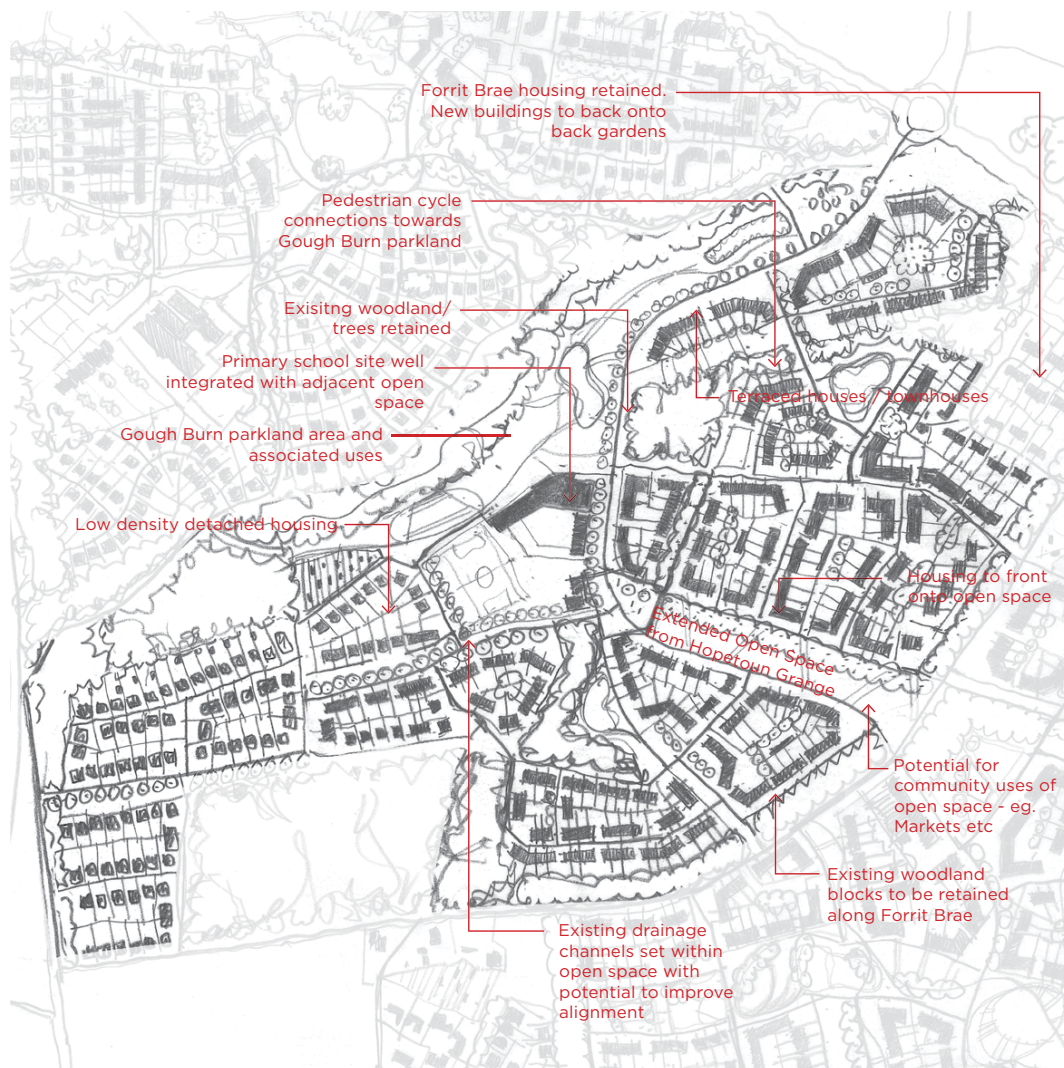 Forrit Brae housing retained.
New buildings to back onto
back gardens
Pedestrian cycle
connections towards
Gough Burn parkland
Exisitng woodland/
trees retained
Primary school site well
integrated with adjacent open
space
Terraced houses / townhouses
Gough Burn parkland area and
associated uses
Low density detached housing
Housing to front
onto open space
Extended Open Space
from Hopetoun Grange
Potential for
community uses of
open space - eg.
Markets etc
Existing woodland
blocks to be retained
along Forrit Brae
Existing drainage
channels set within
open space with
potential to improve
alignment